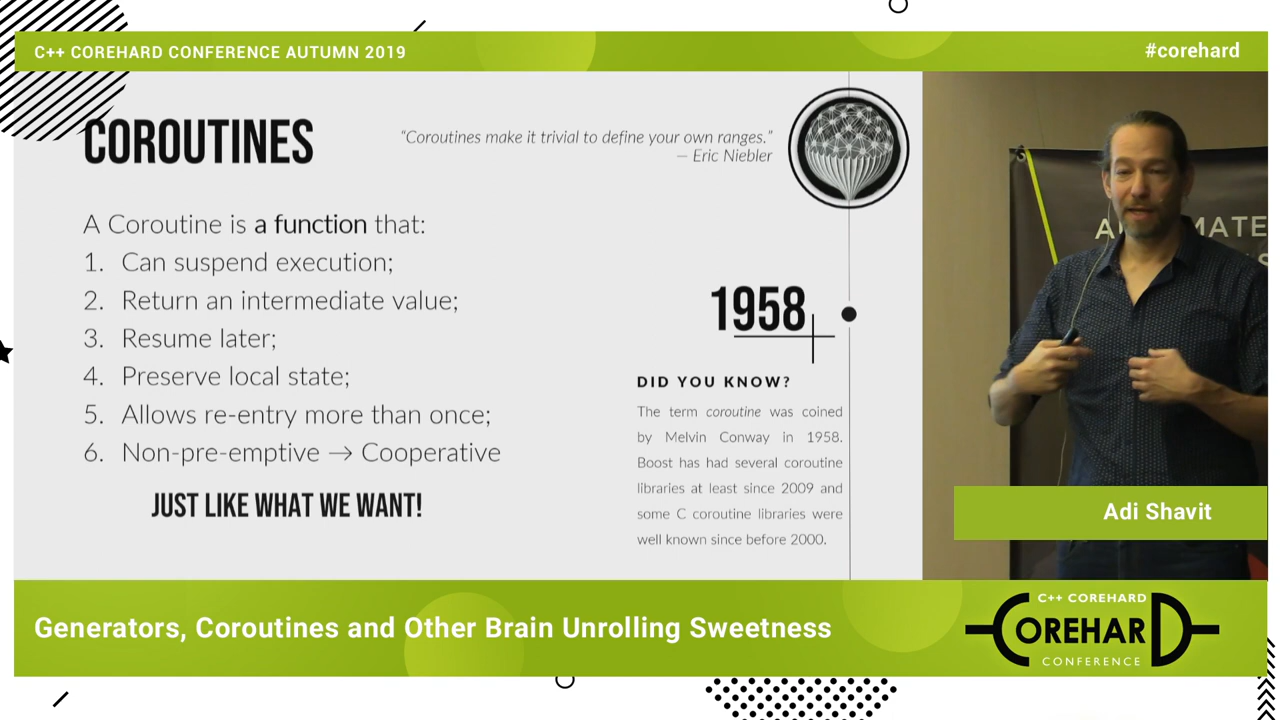 C++ COREHARD CONFERENCE AUTUMN 2019
#corehard
COROUTINES
“Coroutines make it trivial to define your own ranges.”
— Eric Niebler
A Coroutine is a function that:
1. Can suspend execution;
2. Return an intermediate value;
3. Resume later;
4. Preserve local state;
5. Allows re-entry more than once;
6. Non-pre-emptive → Cooperative
JUST LIKE WHAT WE WANT!
1958
DID YOU KNOW?
The term coroutine was coined
by Melvin Conway in 1958.
Boost has had several coroutine
libraries at least since 2009 and
some C coroutine libraries were
well known since before 2000.
Adi Shavit
Generators, Coroutines and Other Brain Unrolling Sweetness
C++ COREHARD
COREHARD
CONFERENCE